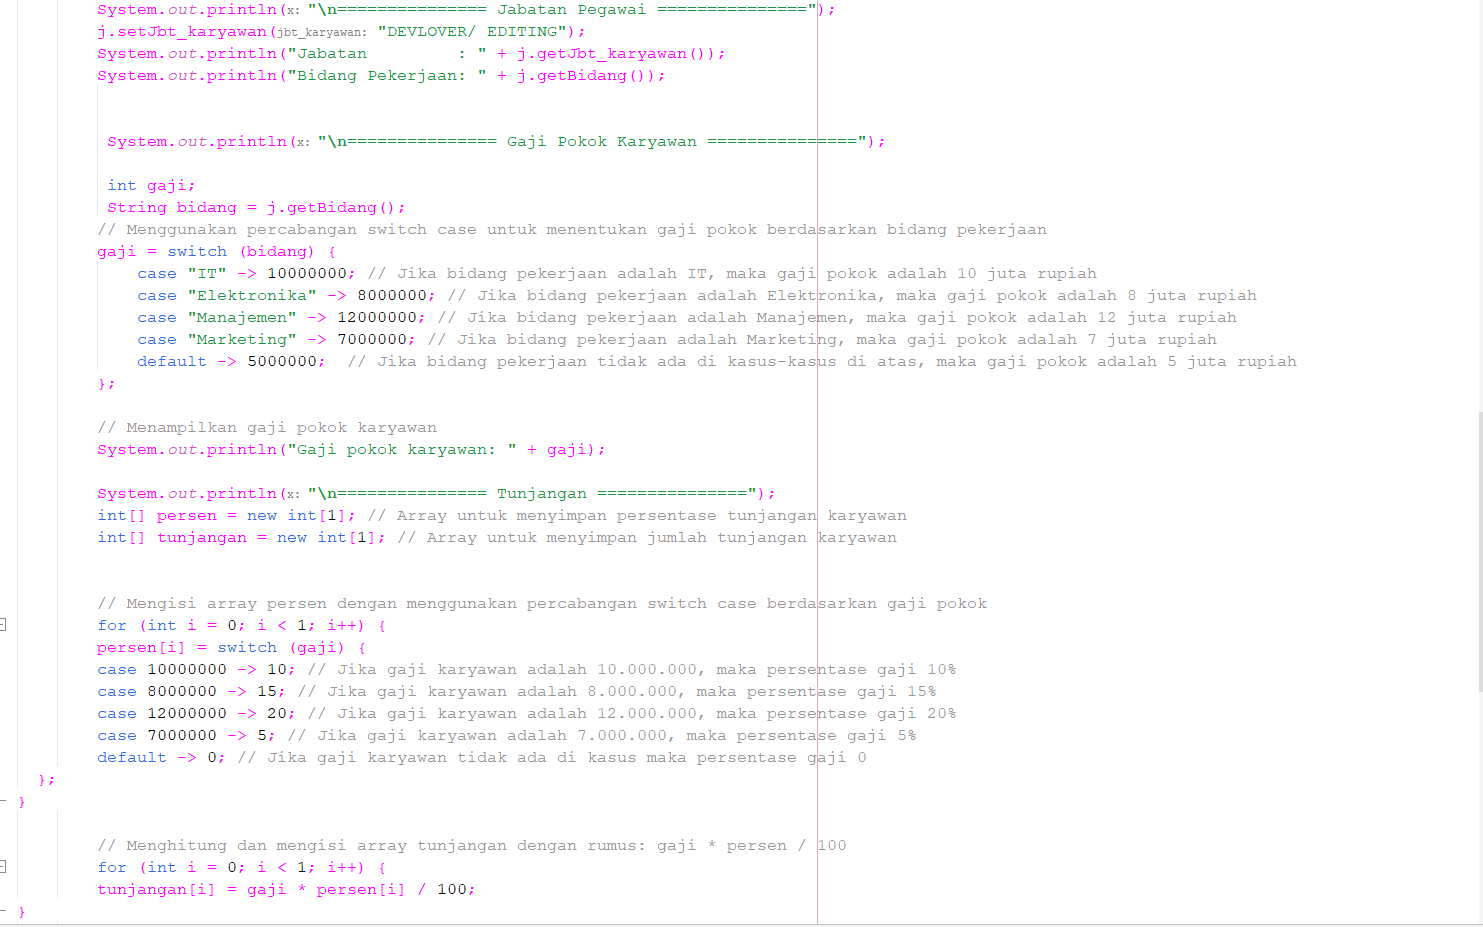 System.out.println(x: "\n=============== Jabatan Pegawai ===============");
j.setJbt_karyawan(jbt_karyawan: "DEVLOVER/ EDITING");
System.out.println("Jabatan         : " + j.getJbt_karyawan());
System.out.println("Bidang Pekerjaan: " + j.getBidang());
System.out.println(x: "\n=============== Gaji Pokok Karyawan ===============");
int gaji;
String bidang = j.getBidang();
// Menggunakan percabangan switch case untuk menentukan gaji pokok berdasarkan bidang pekerjaan
gaji = switch (bidang) {
case "IT" -> 10000000; // Jika bidang pekerjaan adalah IT, maka gaji pokok adalah 10 juta rupiah
case "Elektronika" -> 8000000; // Jika bidang pekerjaan adalah Elektronika, maka gaji pokok adalah 8 juta rupiah
case "Manajemen" -> 12000000; // Jika bidang pekerjaan adalah Manajemen, maka gaji pokok adalah 12 juta rupiah
case "Marketing" -> 7000000; // Jika bidang pekerjaan adalah Marketing, maka gaji pokok adalah 7 juta rupiah
default -> 5000000;  // Jika bidang pekerjaan tidak ada di kasus-kasus di atas, maka gaji pokok adalah 5 juta rupiah
};
// Menampilkan gaji pokok karyawan
System.out.println("Gaji pokok karyawan: " + gaji);
System.out.println(x: "\n=============== Tunjangan ===============");
int[] persen = new int[1]; // Array untuk menyimpan persentase tunjangan karyawan
int[] tunjangan = new int[1]; // Array untuk menyimpan jumlah tunjangan karyawan
// Mengisi array persen dengan menggunakan percabangan switch case berdasarkan gaji pokok
for (int i = 0; i < 1; i++) {
persen[i] = switch (gaji) {
case 10000000 -> 10; // Jika gaji karyawan adalah 10.000.000, maka persentase gaji 10%
case 8000000 -> 15; // Jika gaji karyawan adalah 8.000.000, maka persentase gaji 15%
case 12000000 -> 20; // Jika gaji karyawan adalah 12.000.000, maka persentase gaji 20%
case 7000000 -> 5; // Jika gaji karyawan adalah 7.000.000, maka persentase gaji 5%
default -> 0; // Jika gaji karyawan tidak ada di kasus maka persentase gaji 0
};
}
// Menghitung dan mengisi array tunjangan dengan rumus: gaji * persen / 100
for (int i = 0; i < 1; i++) {
tunjangan[i] = gaji * persen[i] / 100;
}